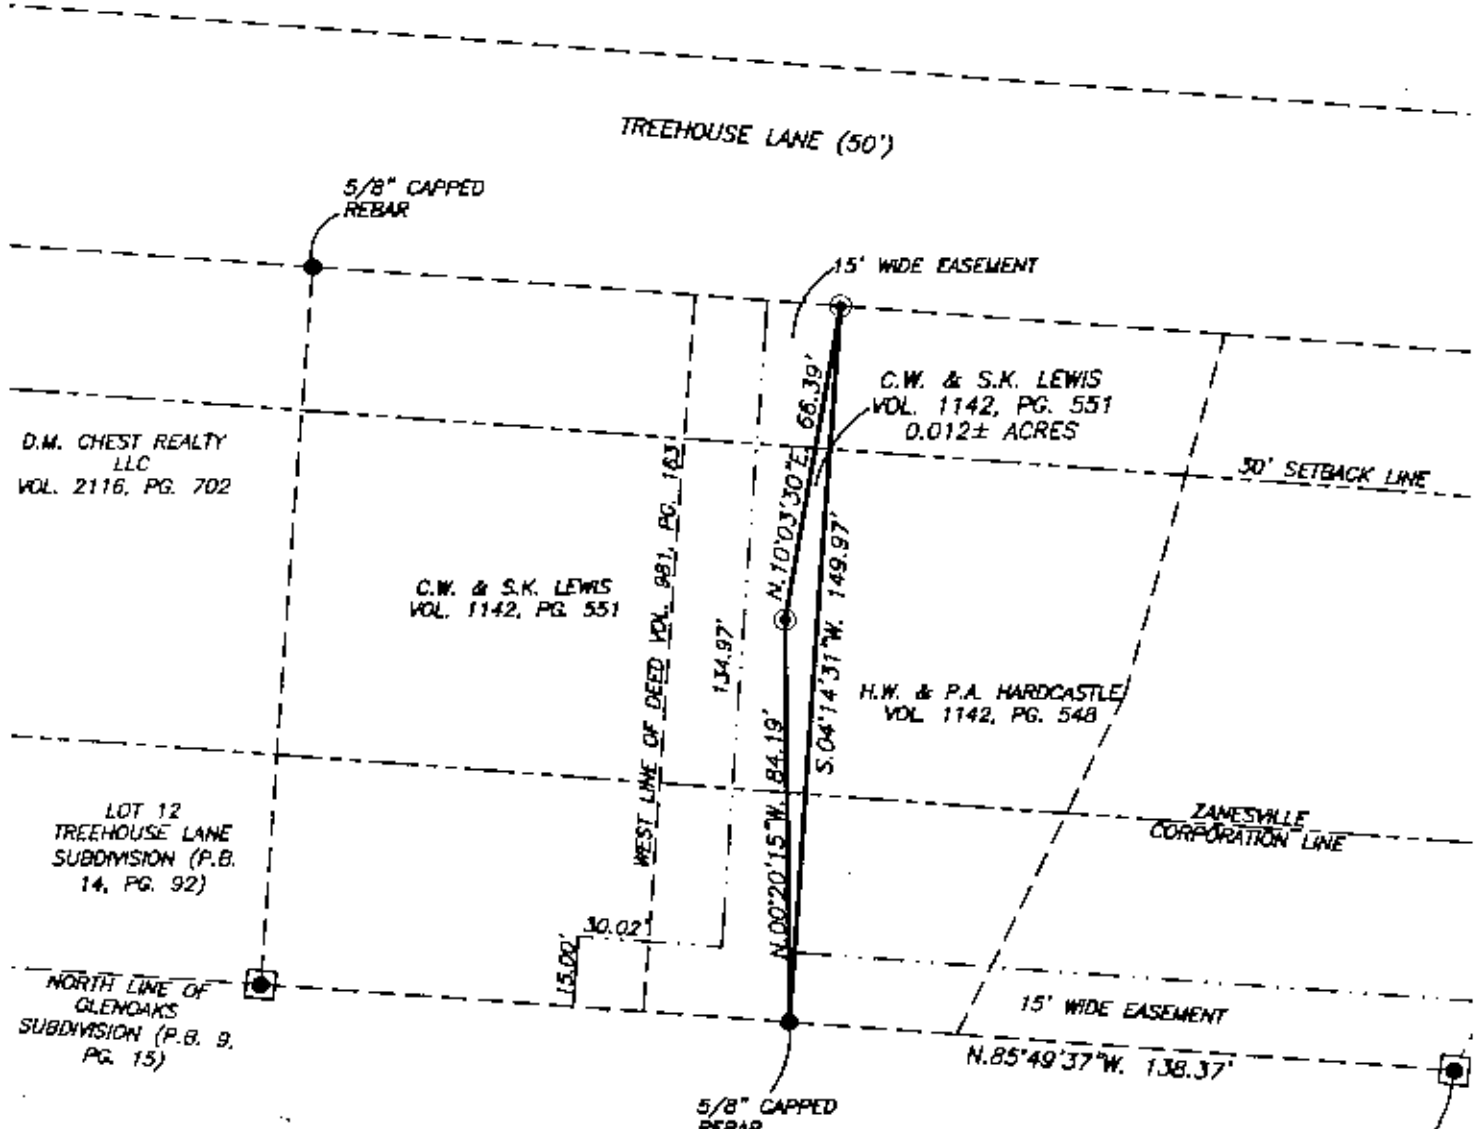 TREEHOUSE LANE (50')
5/8" CAPPED
REBAR
15' WIDE EASEMENT
C.W. & S.K. LEWIS
VOL. 1142, PG. 551
0.012± ACRES
D.M. CHEST REALTY
LLC
VOL. 2116, PG. 702
30' SETBACK LINE
N.10°03'30"E. 66.39'
WEST LINE OF DEED VOL. 981, PG. 163
C.W. & S.K. LEWIS
VOL. 1142, PG. 551
134.97'
S.04°14'31"W. 149.97'
H.W. & P.A. HARDCASTLE
VOL. 1142, PG. 548
N.00°20'15"W. 84.19'
LOT 12
TREEHOUSE LANE
SUBDIVISION (P.B.
14, PG. 92)
ZANESVILLE
CORPORATION LINE
30.02'
15.00'
NORTH LINE OF
GLENOAKS
SUBDIVISION (P.B. 9,
PG. 15)
15' WIDE EASEMENT
N.85°49'37"W. 138.37'
5/8" CAPPED
REBAR